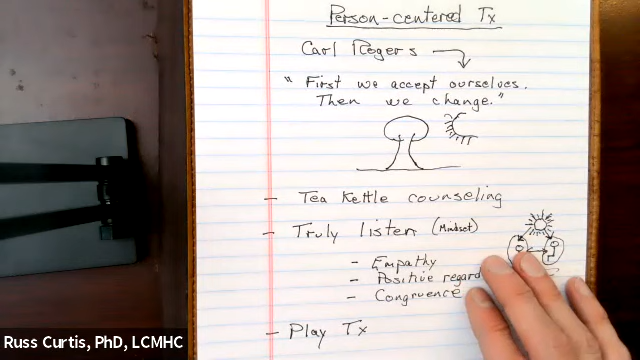 Person-centered Tx
Carl Rogers
" First we accept ourselves.
Then we change."
- Tea Kettle counseling
- Truly listen (Mindset)
- Empathy
- Positive regard
- Congruence
- Play Tx
Russ Curtis, PhD, LCMHC